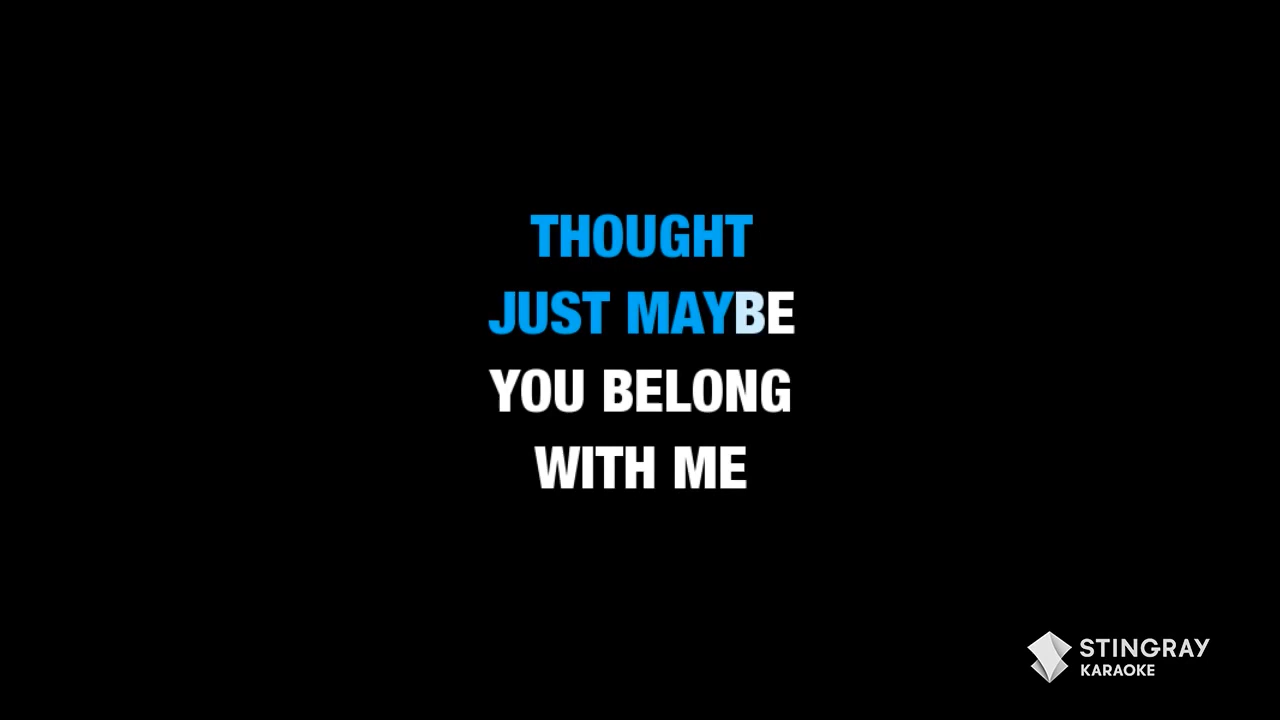 THOUGHT
JUST MAYBE
YOU BELONG
WITH ME
STINGRAY
KARAOKE